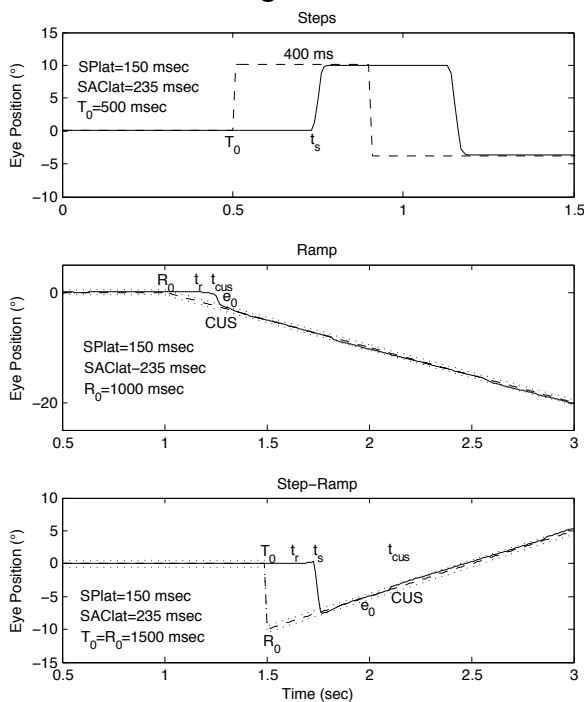 Steps
Eye Position (°)
15
10
5
0
−5
−10
SPlat=150 msec
SAClat=235 msec
T0=500 msec
400 ms
T0
ts
0
0.5
1
1.5
Ramp
Eye Position (°)
0
−20
R0
tr
tcus
e0
CUS
SPlat=150 msec
SAClat−235 msec
R0=1000 msec
0.5
1
1.5
2
2.5
3
Step−Ramp
Eye Position (°)
10
5
0
−5
−10
−15
T0
tr
ts
tcus
e0
CUS
R0
SPlat=150 msec
SAClat=235 msec
T0=R0=1500 msec
0.5
1
1.5
2
2.5
3
Time (sec)